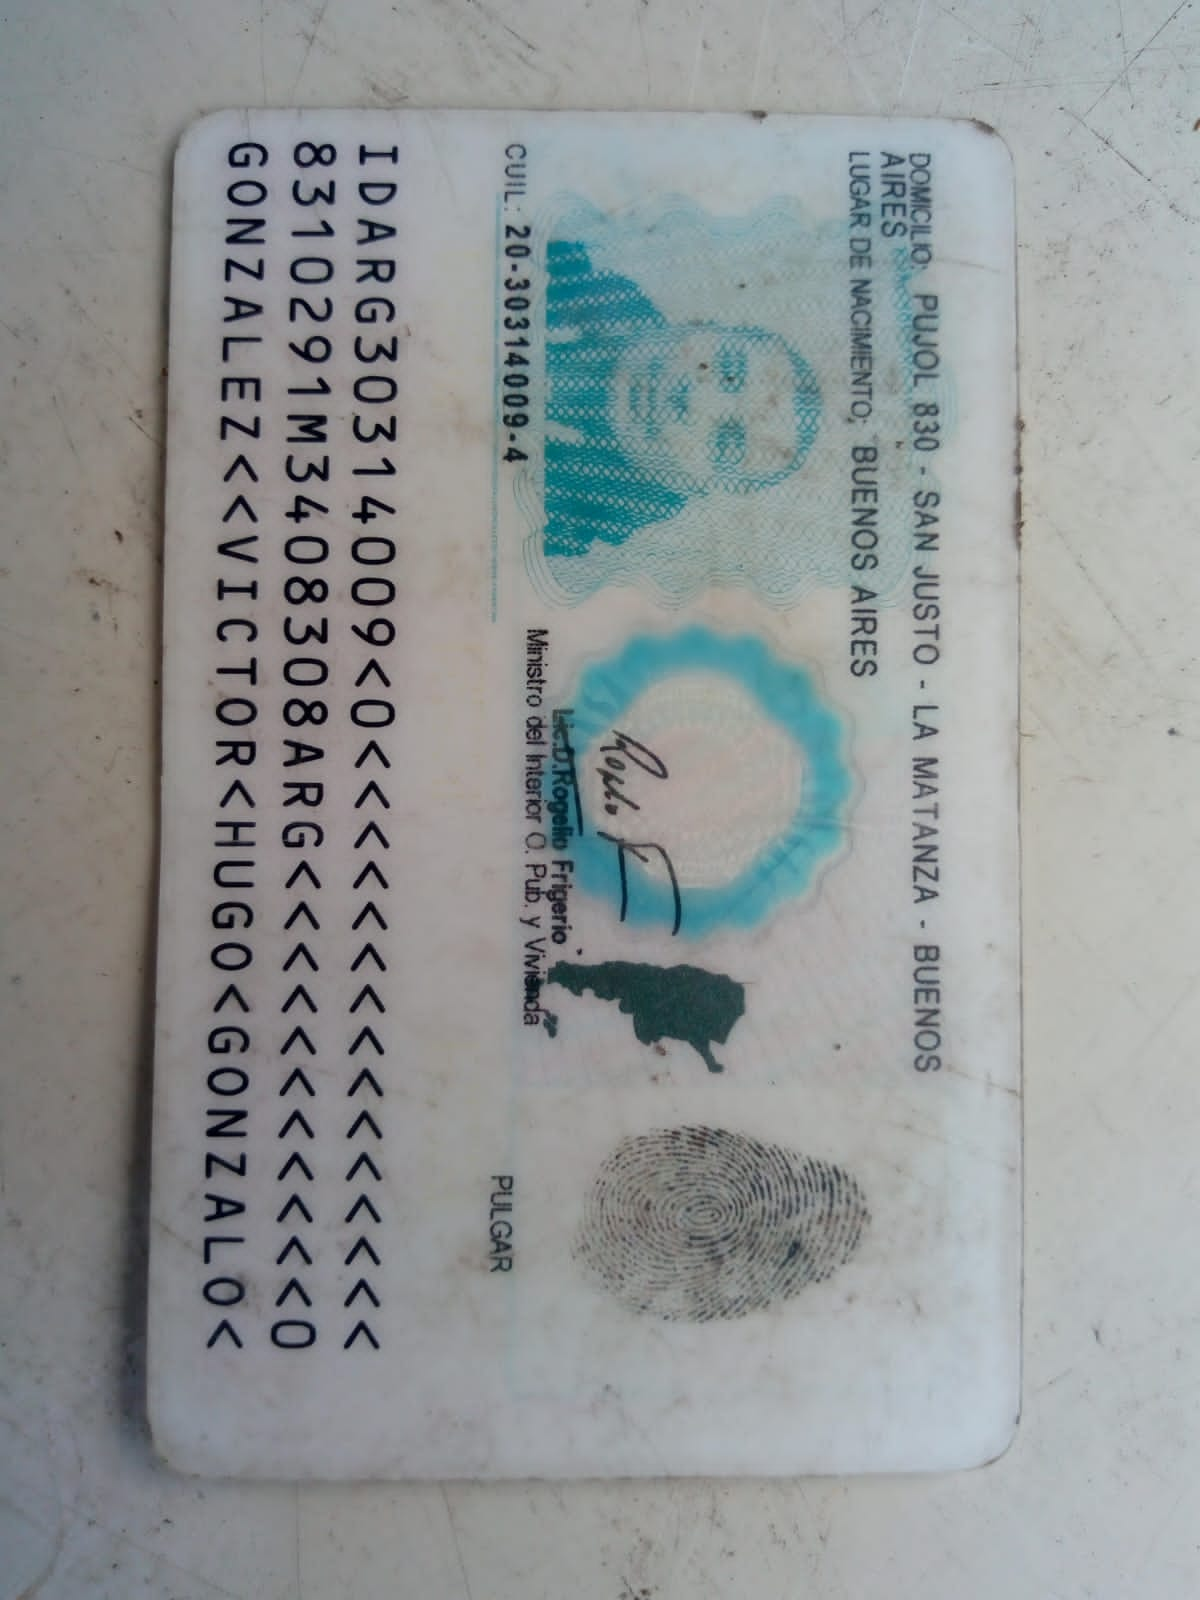 DOMICILIO: PUJOL 830 - SAN JUSTO - LA MATANZA - BUENOS
AIRES
LUGAR DE NACIMIENTO: BUENOS AIRES
Lic.D.Rogelio Frigerio
Ministro del Interior O. Pub. y Vivienda
CUIL: 20-30314009-4
PULGAR
IDARG30314009<0<<<<<<<<<<<<<<<
8310291M3408308ARG<<<<<<<<<<<0
GONZALEZ<<VICTOR<HUGO<GONZALO<